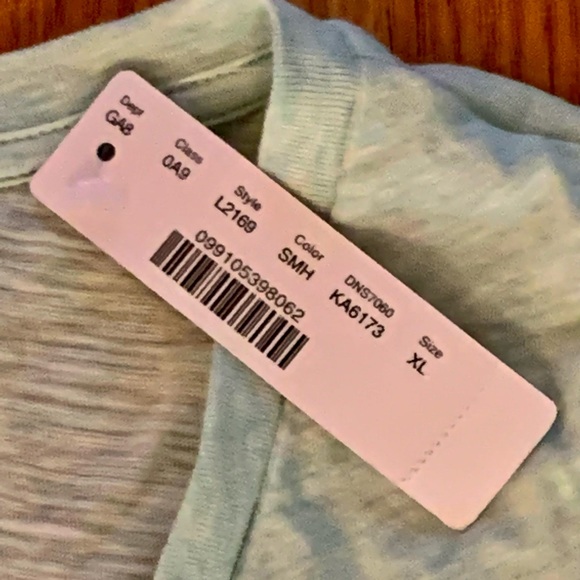 Dept Class Style Color DNS7060 Size
GA8 0A9 L2169 SMH KA6173 XL
099105398062